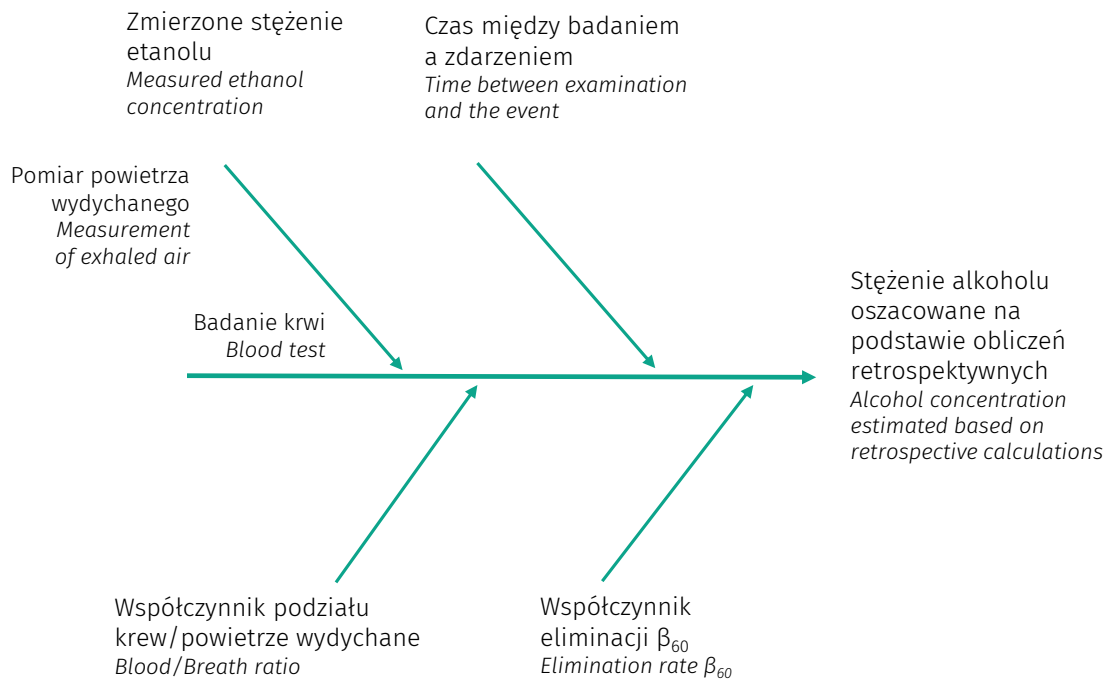 Zmierzone stężenie
etanolu
Measured ethanol
concentration
Czas między badaniem
a zdarzeniem
Time between examination
and the event
Pomiar powietrza
wydychanego
Measurement
of exhaled air
Badanie krwi
Blood test
Stężenie alkoholu
oszacowane na
podstawie obliczeń
retrospektywnych
Alcohol concentration
estimated based on
retrospective calculations
Współczynnik podziału
krew/powietrze wydychane
Blood/Breath ratio
Współczynnik
eliminacji β₆₀
Elimination rate β₆₀